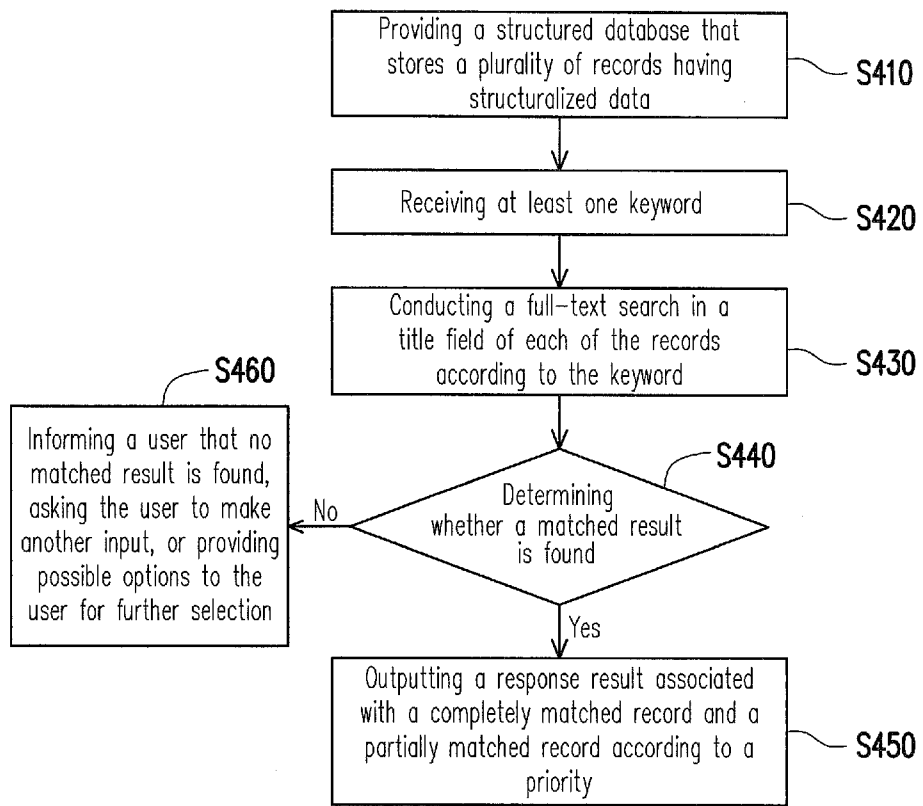 Providing a structured database that
stores a plurality of records having
structuralized data
S410
Receiving at least one keyword
S420
Conducting a full-text search in a
title field of each of the records
according to the keyword
S430
S460
Informing a user that no
matched result is found,
asking the user to make
another input, or providing
possible options to the
user for further selection
No
S440
Determining
whether a matched result
is found
Yes
Outputting a response result associated
with a completely matched record and a
partially matched record according to a
priority
S450